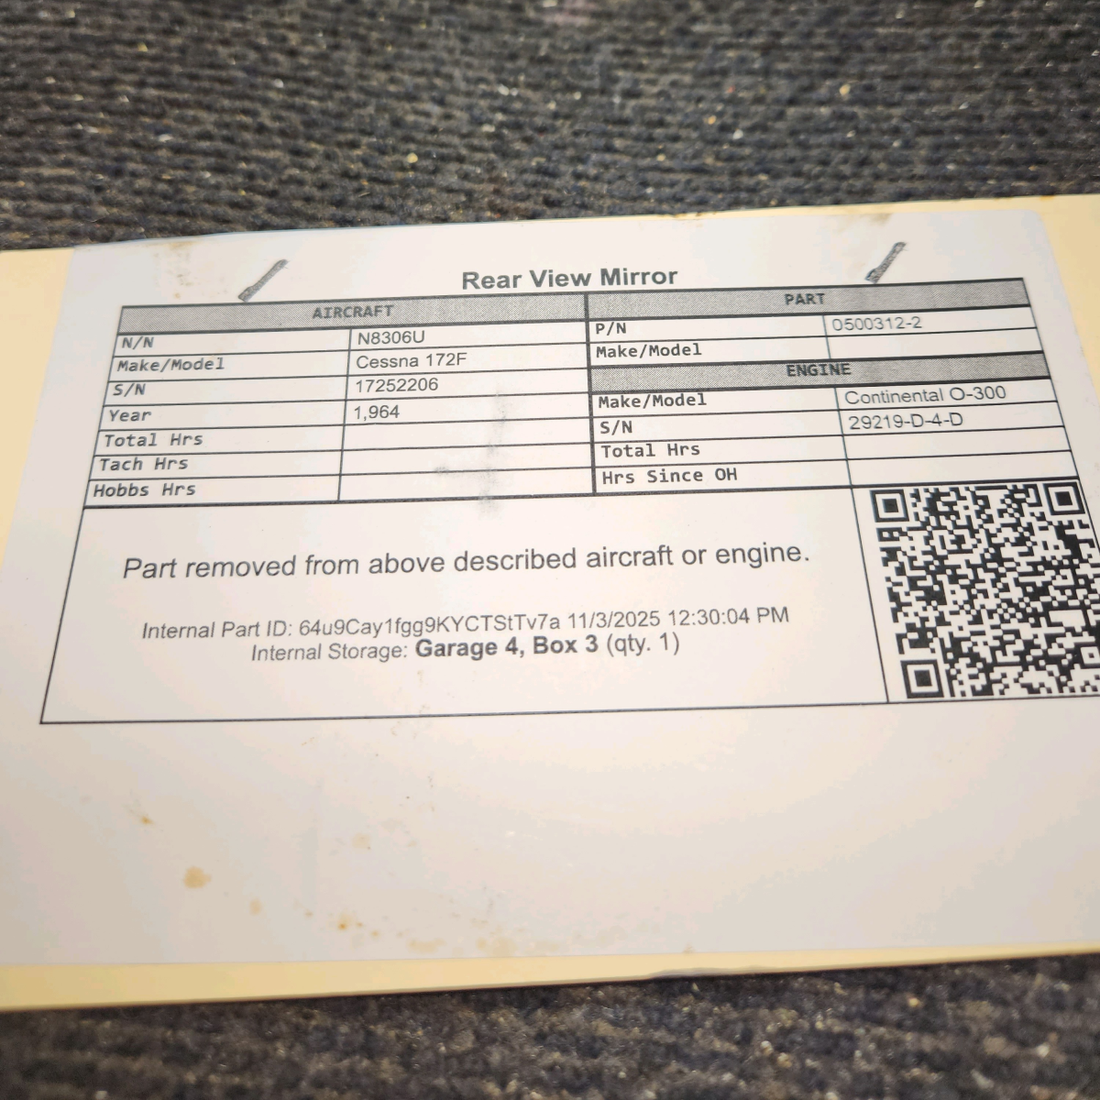 Rear View Mirror
AIRCRAFT
N/N N8306U
Make/Model Cessna 172F
S/N 17252206
Year 1,964
Total Hrs
Tach Hrs
Hobbs Hrs
PART
P/N 0500312-2
Make/Model
ENGINE
Make/Model Continental O-300
S/N 29219-D-4-D
Total Hrs
Hrs Since OH
Part removed from above described aircraft or engine.
Internal Part ID: 64u9Cay1fgg9KYCTStTv7a 11/3/2025 12:30:04 PM
Internal Storage: Garage 4, Box 3 (qty. 1)